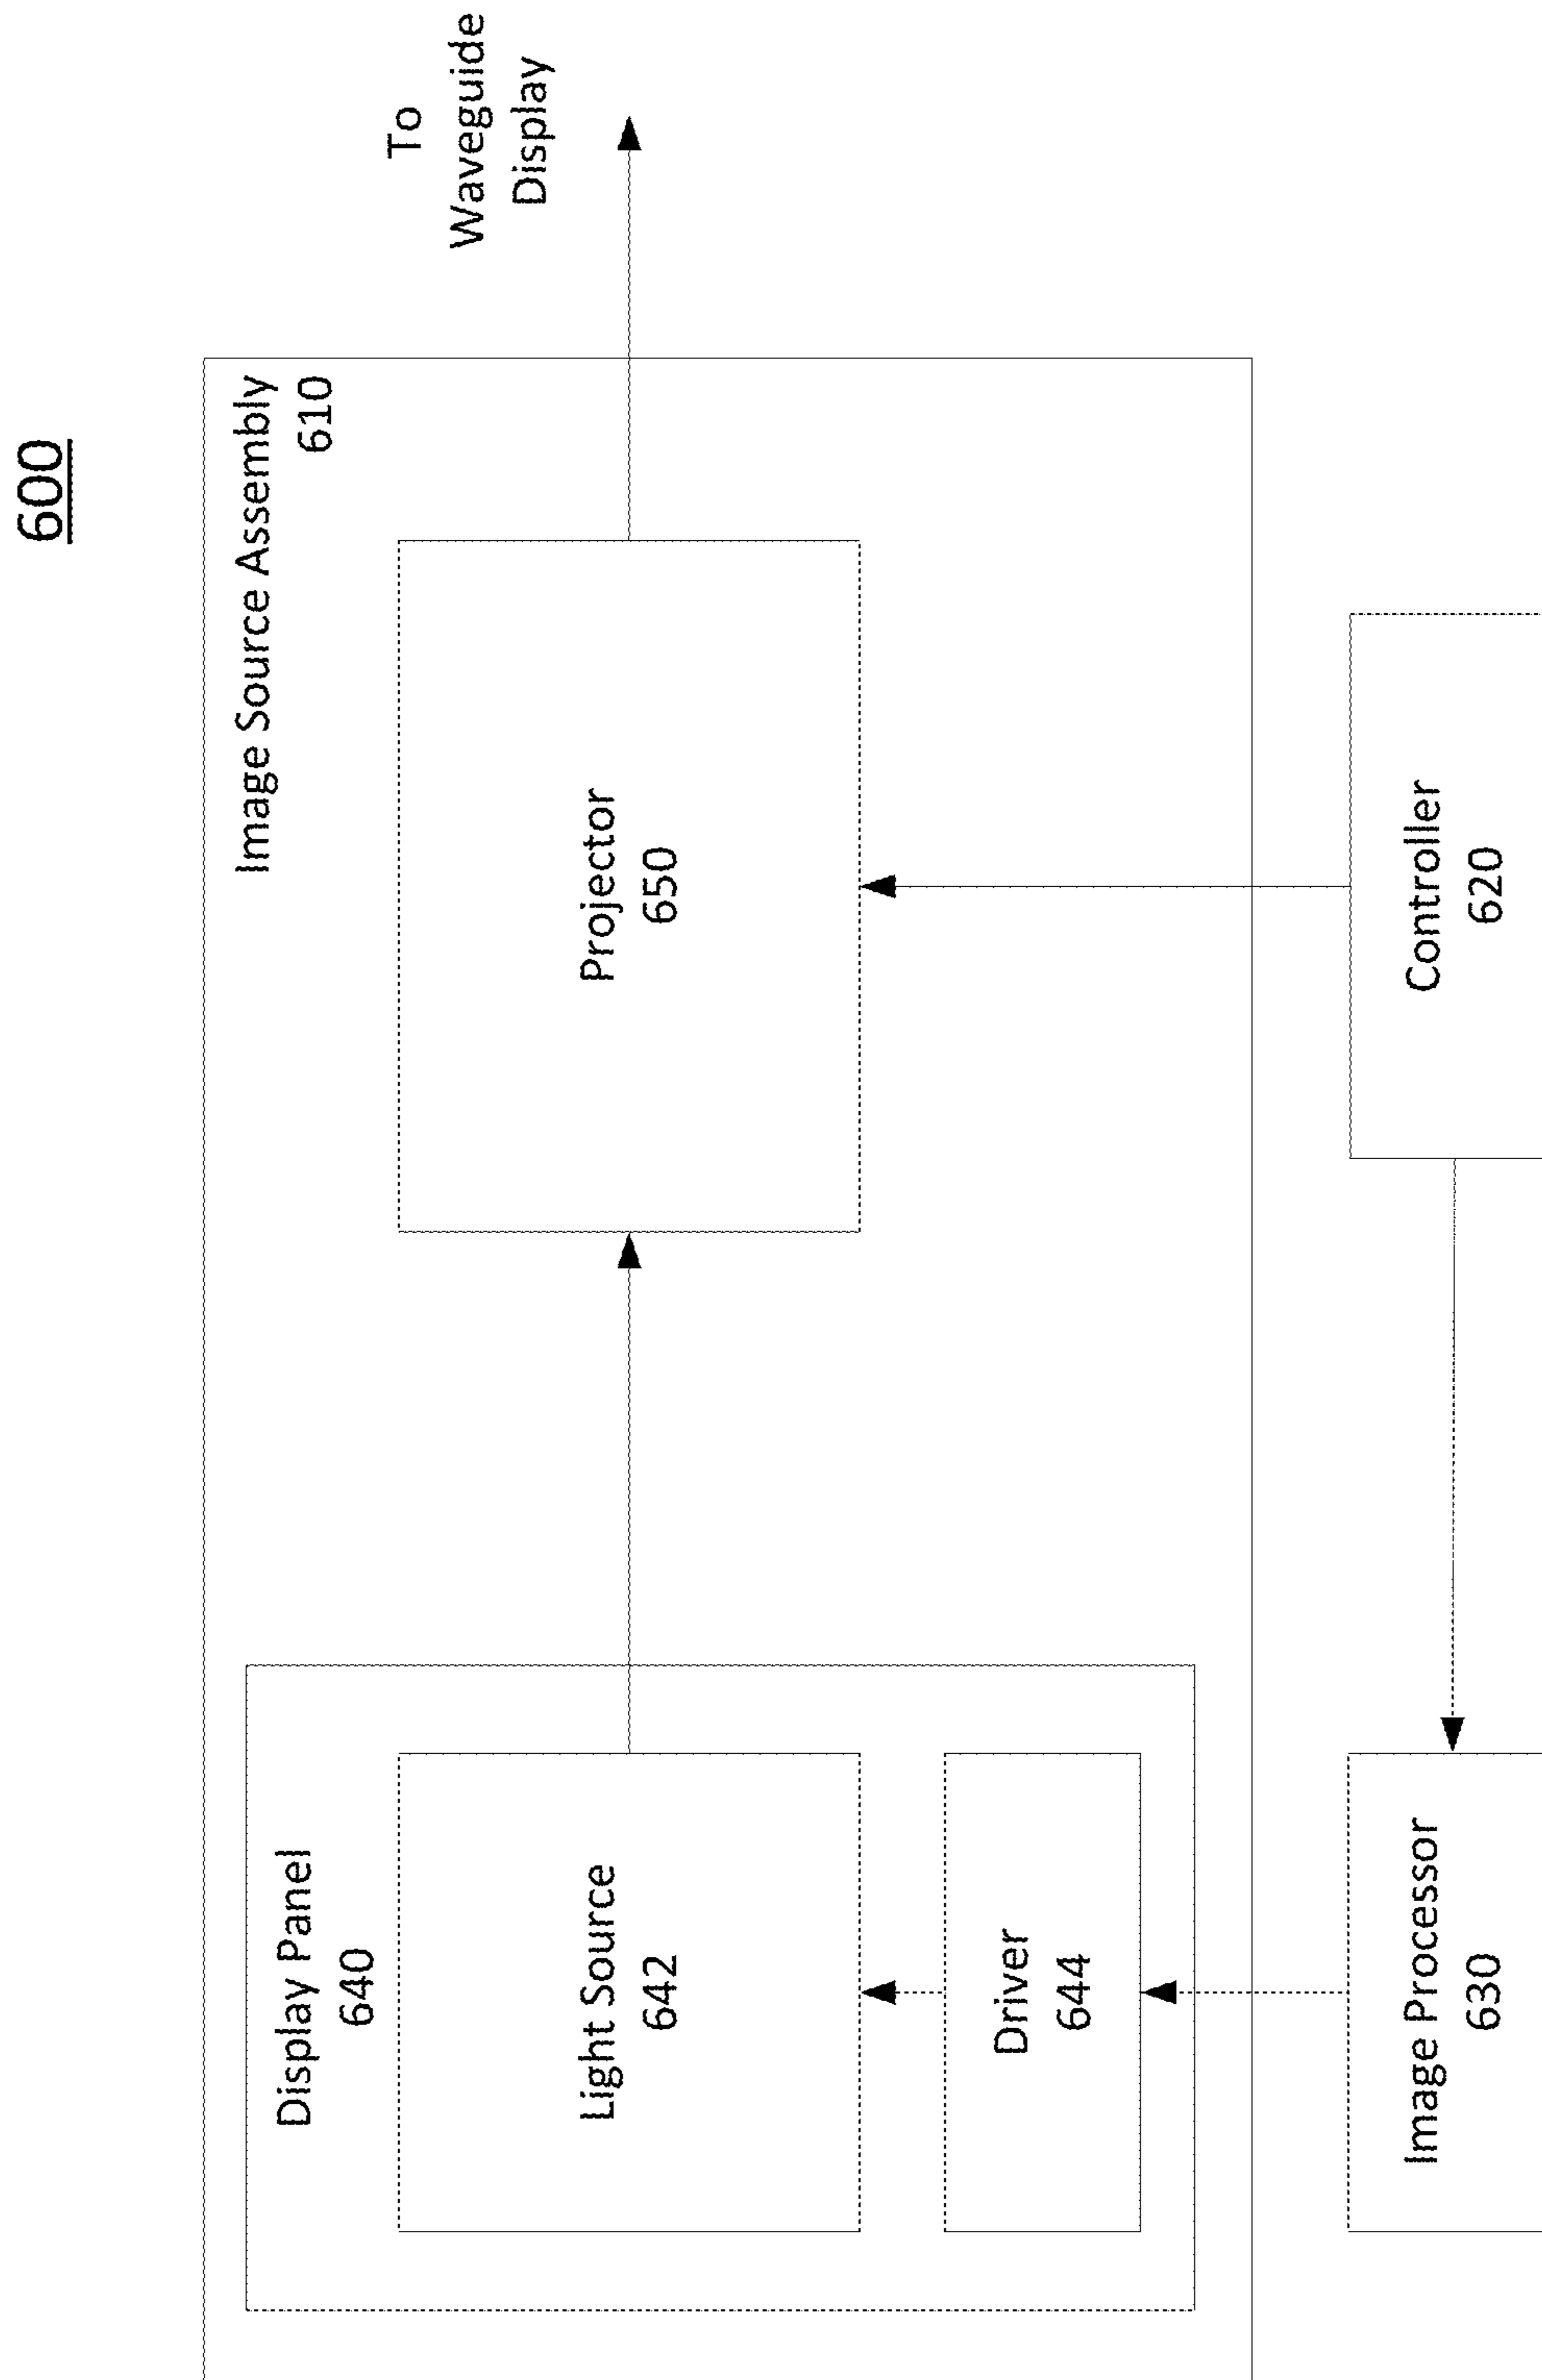 600
Image Source Assembly
610
To
Waveguide
Display
Display Panel
640
Light Source
642
Projector
650
Driver
644
Image Processor
630
Controller
620